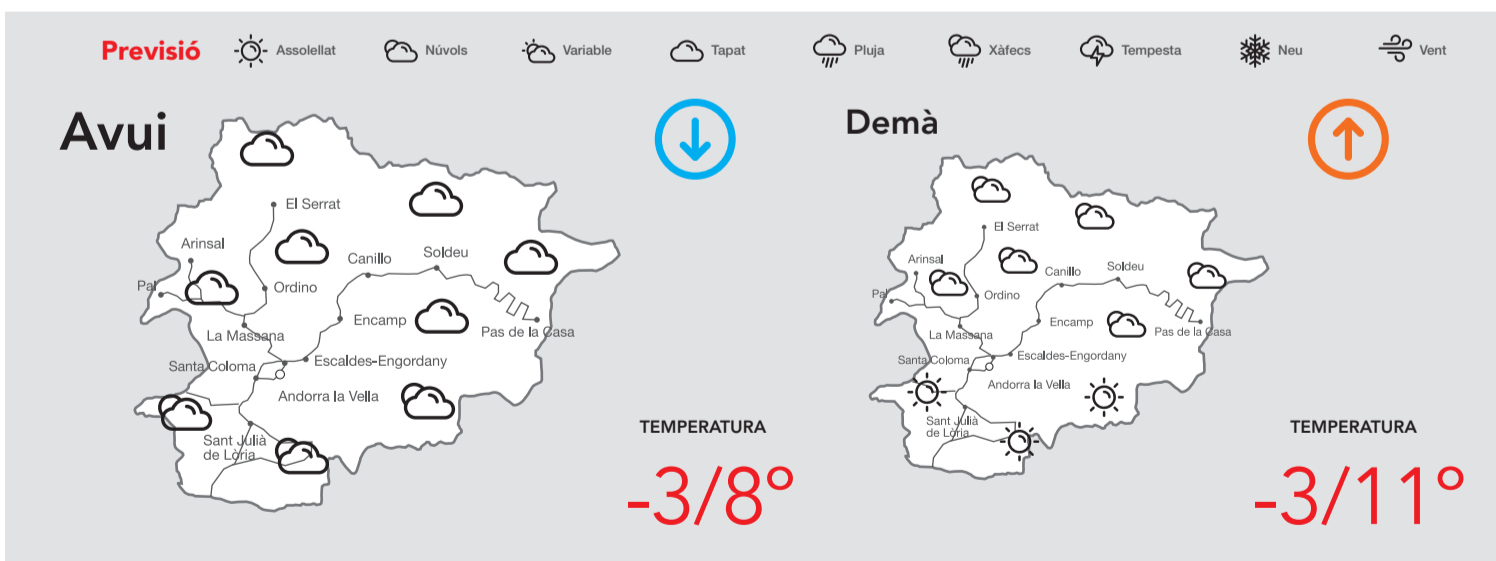 Previsió
Assolellat
Núvols
Variable
Tapat
Pluja
Xàfecs
Tempesta
Neu
Vent
Avui
El Serrat
Arinsal
Canillo
Soldeu
Pal
Ordino
La Massana
Encamp
Pas de la Casa
Santa Coloma
Escaldes-Engordany
Andorra la Vella
Sant Julià
de Lòria
TEMPERATURA
-3/8°
Demà
El Serrat
Arinsal
Canillo
Soldeu
Pal
Ordino
La Massana
Encamp
Pas de la Casa
Santa Coloma
Escaldes-Engordany
Andorra la Vella
Sant Julià
de Lòria
TEMPERATURA
-3/11°